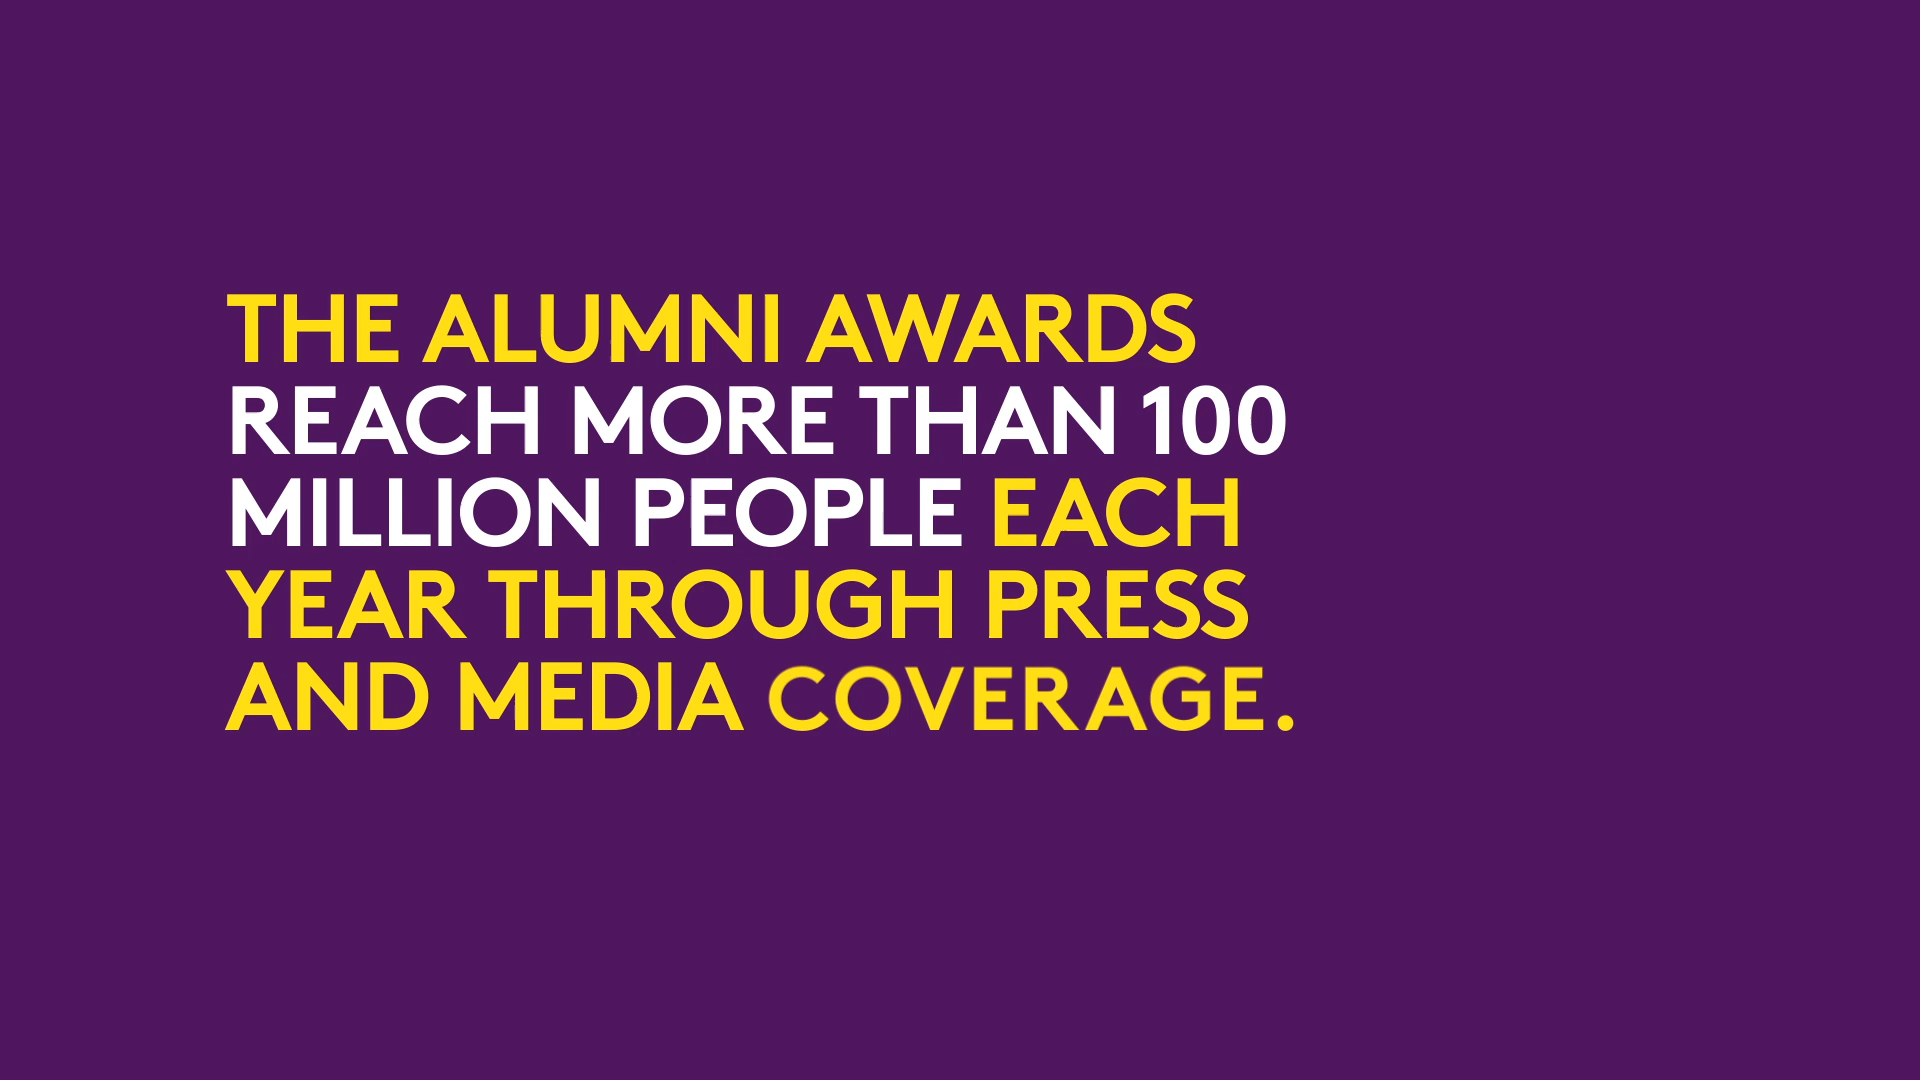 THE ALUMNI AWARDS
REACH MORE THAN 100
MILLION PEOPLE EACH
YEAR THROUGH PRESS
AND MEDIA COVERAGE.